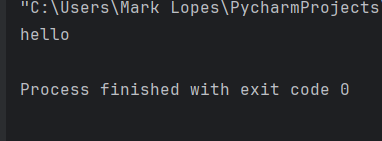 "C:\Users\Mark Lopes\PycharmProjects
hello
Process finished with exit code 0